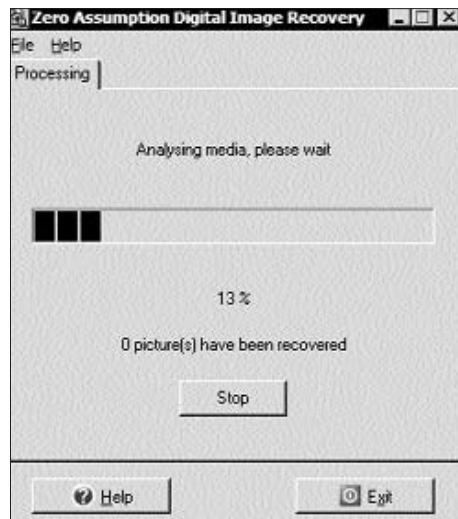 Zero Assumption Digital Image Recovery
File Help
Processing
Analysing media, please wait
13 %
0 picture(s) have been recovered
Stop
Help Exit